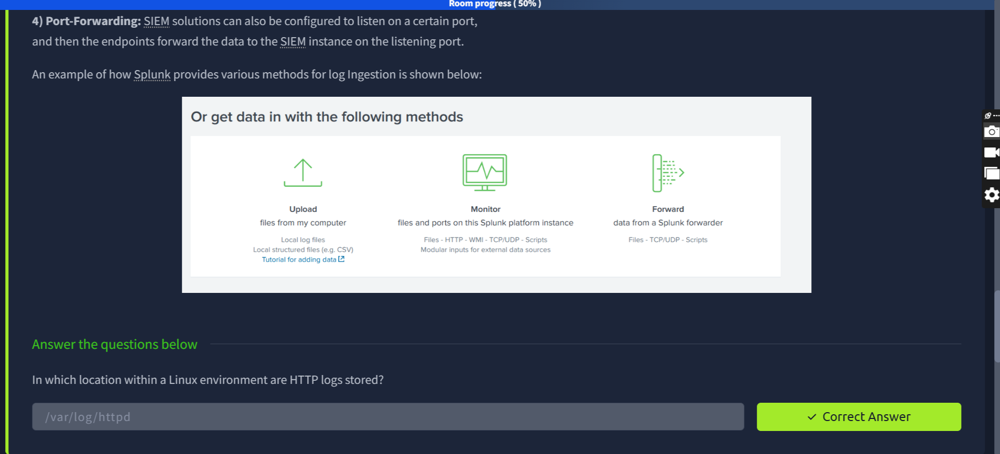 Room progress ( 50% )
4) Port-Forwarding: SIEM solutions can also be configured to listen on a certain port,
and then the endpoints forward the data to the SIEM instance on the listening port.
An example of how Splunk provides various methods for log Ingestion is shown below:
Or get data in with the following methods
Upload
files from my computer
Local log files
Local structured files (e.g. CSV)
Tutorial for adding data
Monitor
files and ports on this Splunk platform instance
Files - HTTP - WMI - TCP/UDP - Scripts
Modular inputs for external data sources
Forward
data from a Splunk forwarder
Files - TCP/UDP - Scripts
Answer the questions below
In which location within a Linux environment are HTTP logs stored?
/var/log/httpd
Correct Answer